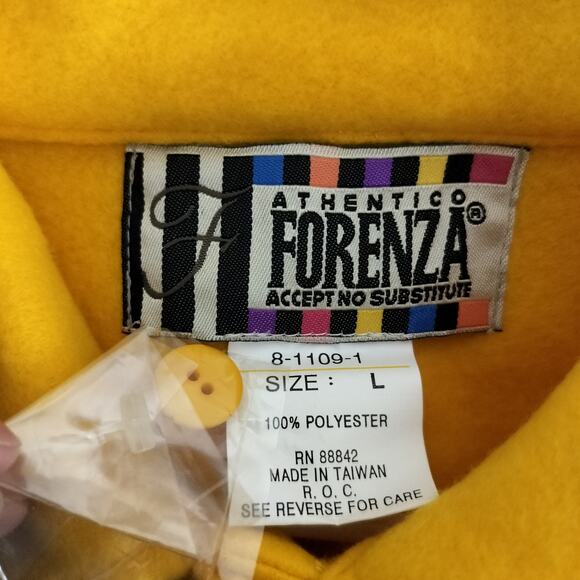 F
ATHENTICO
FORENZA®
ACCEPT NO SUBSTITUTE
8-1109-1
SIZE : L
100% POLYESTER
RN 88842
MADE IN TAIWAN
R. O. C.
SEE REVERSE FOR CARE